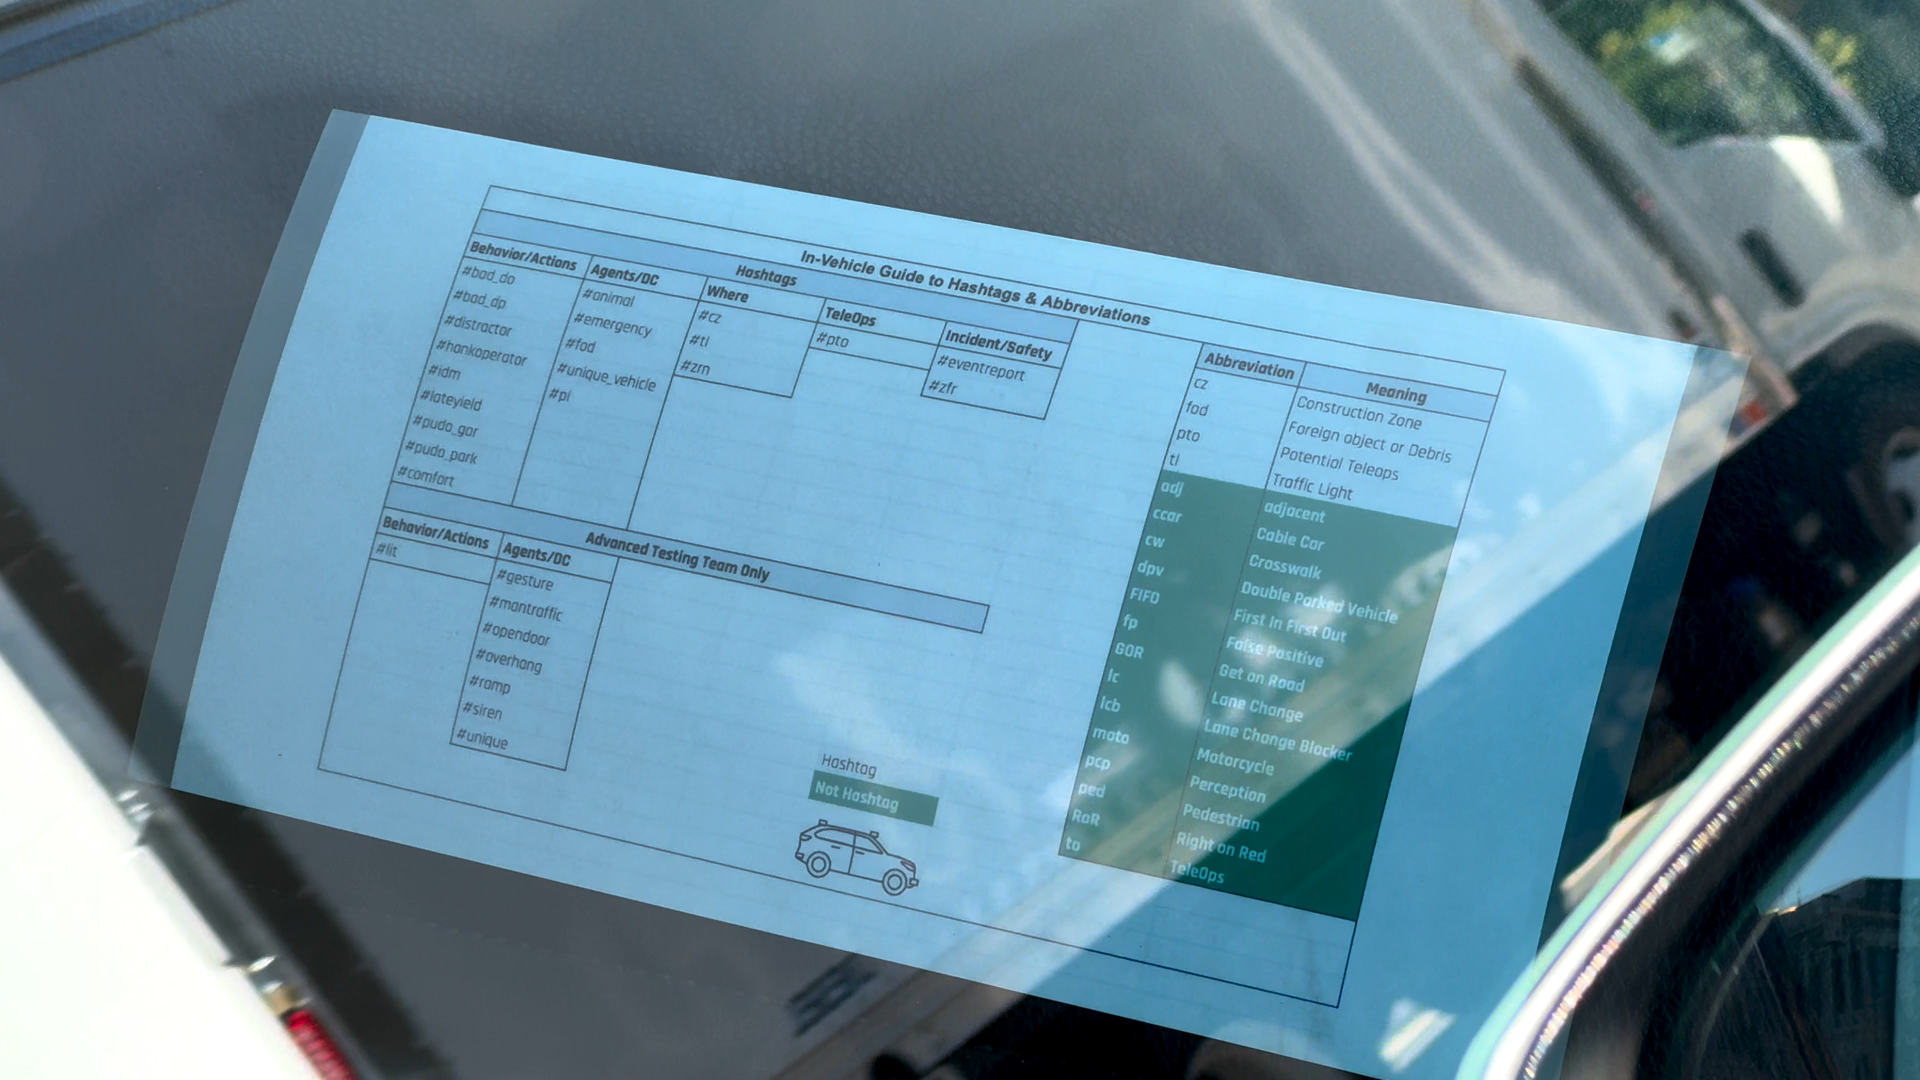 In-Vehicle Guide to Hashtags & Abbreviations
Hashtags
Behavior/Actions
#bad_do
#bad_dp
#distractor
#honkoperator
#idm
#lateyield
#pudo_gor
#pudo_park
#comfort
Agents/DC
#animal
#emergency
#fod
#unique_vehicle
#pi
Where
#cz
#tl
#zrn
TeleOps
#pto
Incident/Safety
#eventreport
#zfr
Advanced Testing Team Only
Behavior/Actions
#lit
Agents/DC
#gesture
#mantraffic
#opendoor
#overhang
#ramp
#siren
#unique
Hashtag
Not Hashtag
Abbreviation Meaning
cz Construction Zone
fod Foreign object or Debris
pto Potential Teleops
tl Traffic Light
adj adjacent
ccar Cable Car
cw Crosswalk
dpv Double Parked Vehicle
FIFO First In First Out
fp False Positive
GOR Get on Road
lc Lane Change
lcb Lane Change Blocker
moto Motorcycle
pcp Perception
ped Pedestrian
RoR Right on Red
to TeleOps